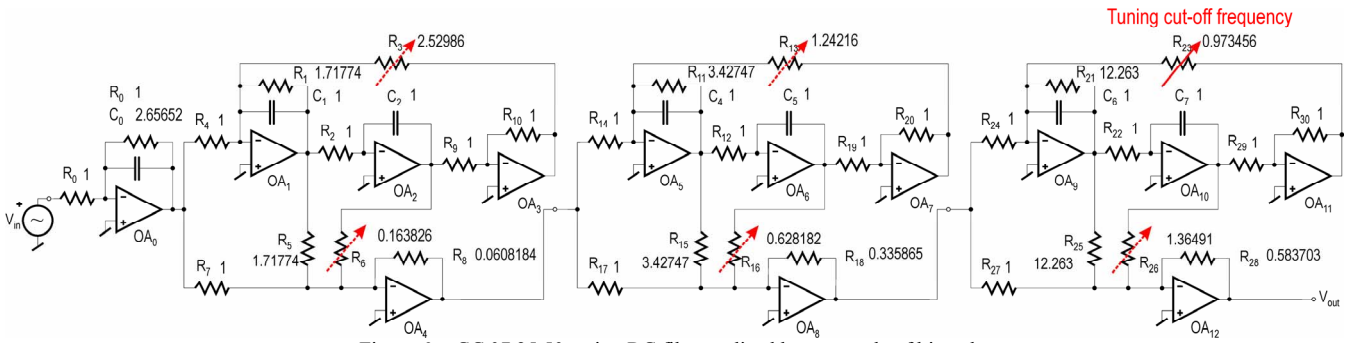 Tuning cut-off frequency
R3 2.52986
R13 1.24216
R23 0.973456
R1 1.71774
R11 3.42747
R21 12.263
R0 1
C0 2.65652
C1 1
C2 1
C4 1
C5 1
C6 1
C7 1
R4 1
R2 1
R9 1
R10 1
R14 1
R12 1
R19 1
R20 1
R24 1
R22 1
R29 1
R30 1
R0 1
Vin
OA0
OA1
OA2
OA3
OA5
OA6
OA7
OA9
OA10
OA11
R5
1.71774
R6
0.163826
R8 0.0608184
R15
3.42747
R16
0.628182
R18 0.335865
R25
12.263
R26
1.36491
R28 0.583703
R7 1
R17 1
R27 1
OA4
OA8
OA12
Vout